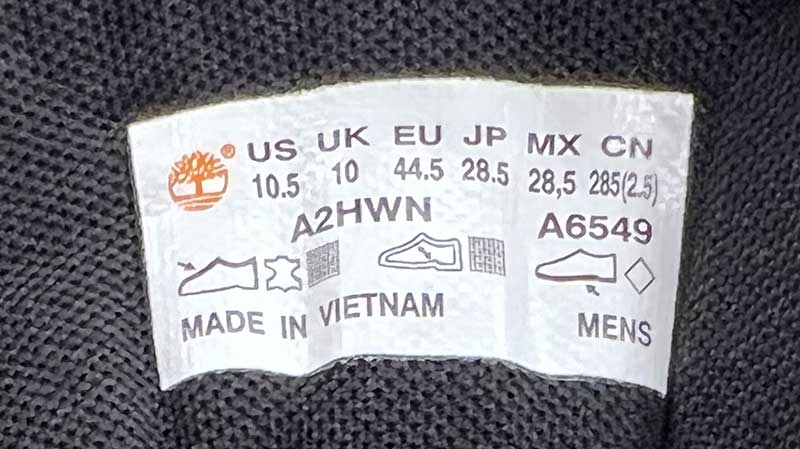 ® US UK EU JP MX CN
10.5 10 44.5 28.5 28,5 285(2.5)
A2HWN A6549
MADE IN VIETNAM MENS